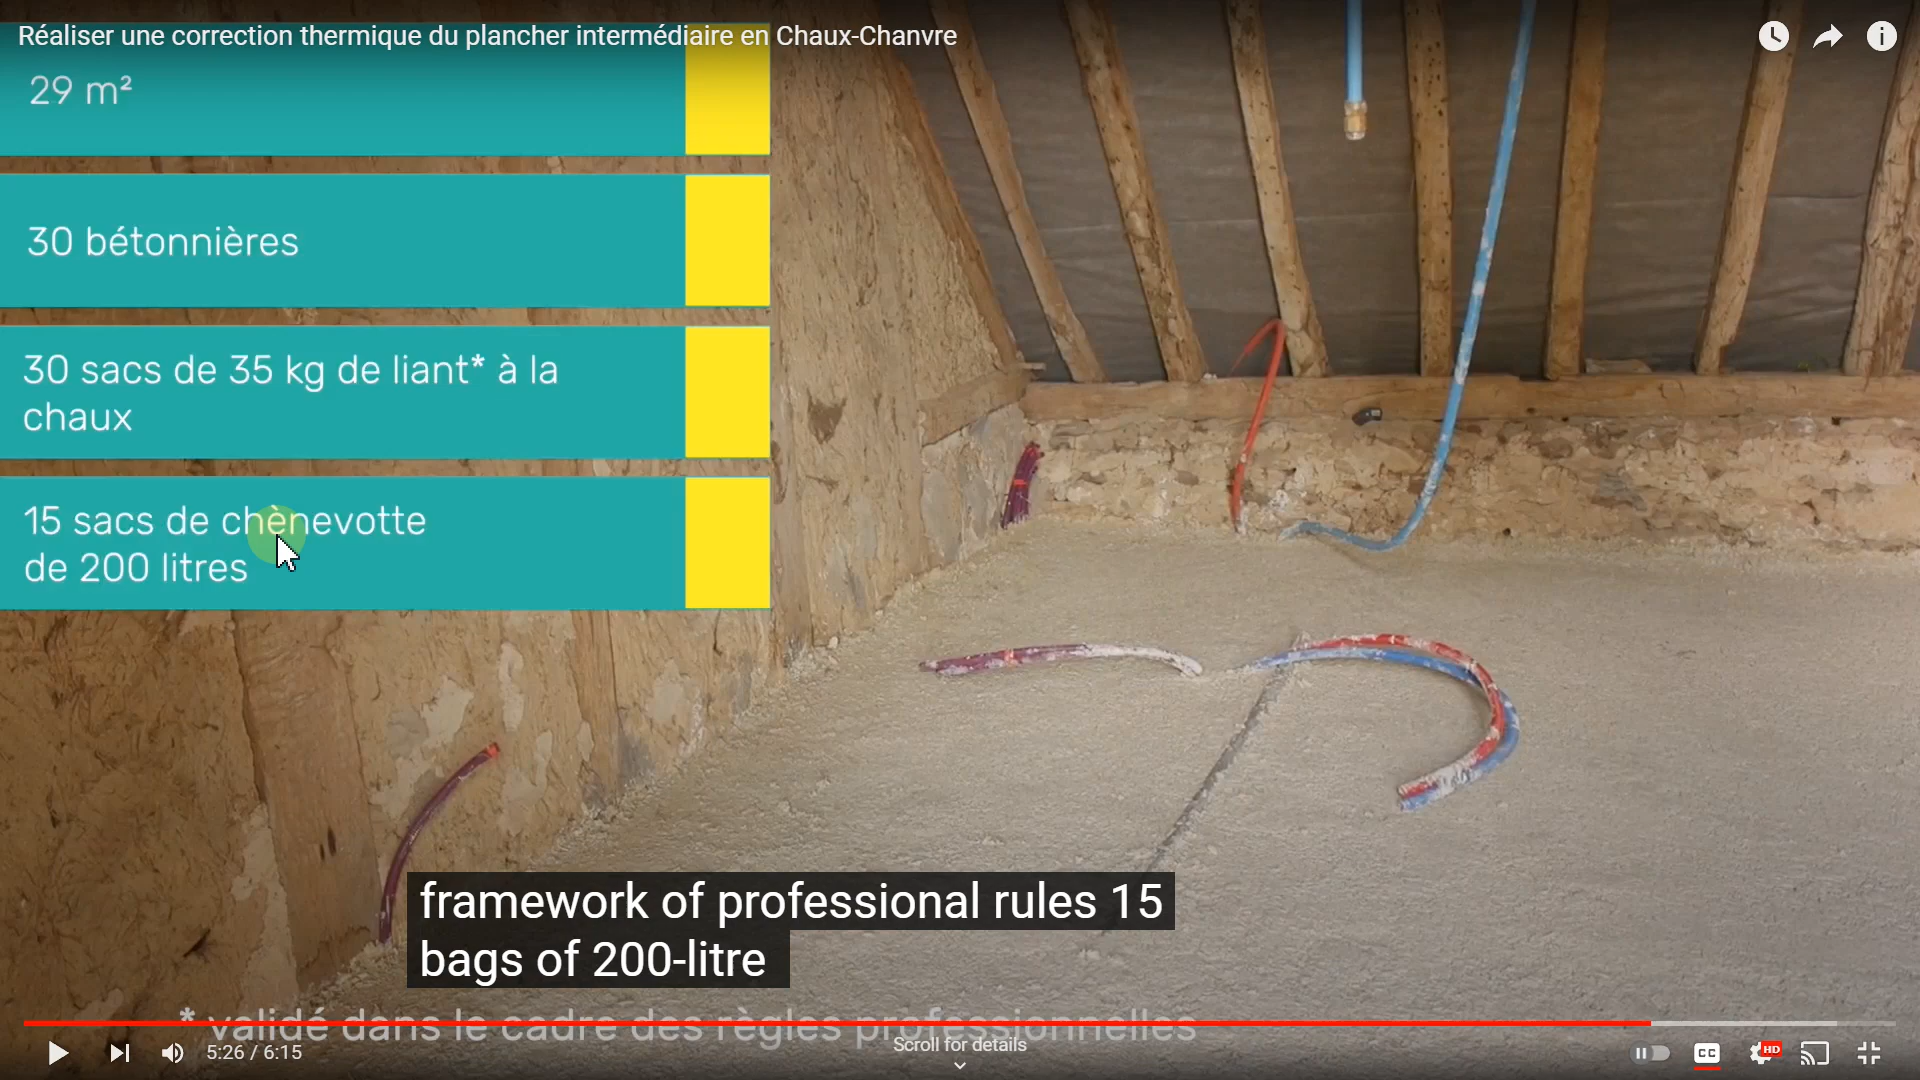 Réaliser une correction thermique du plancher intermédiaire en Chaux-Chanvre
29 m²
30 bétonnières
30 sacs de 35 kg de liant* à la
chaux
15 sacs de chènevotte
de 200 litres
framework of professional rules 15
bags of 200-litre
* validé dans le cadre des règles professionnelles
5:26 / 6:15
Scroll for details
CC
HD